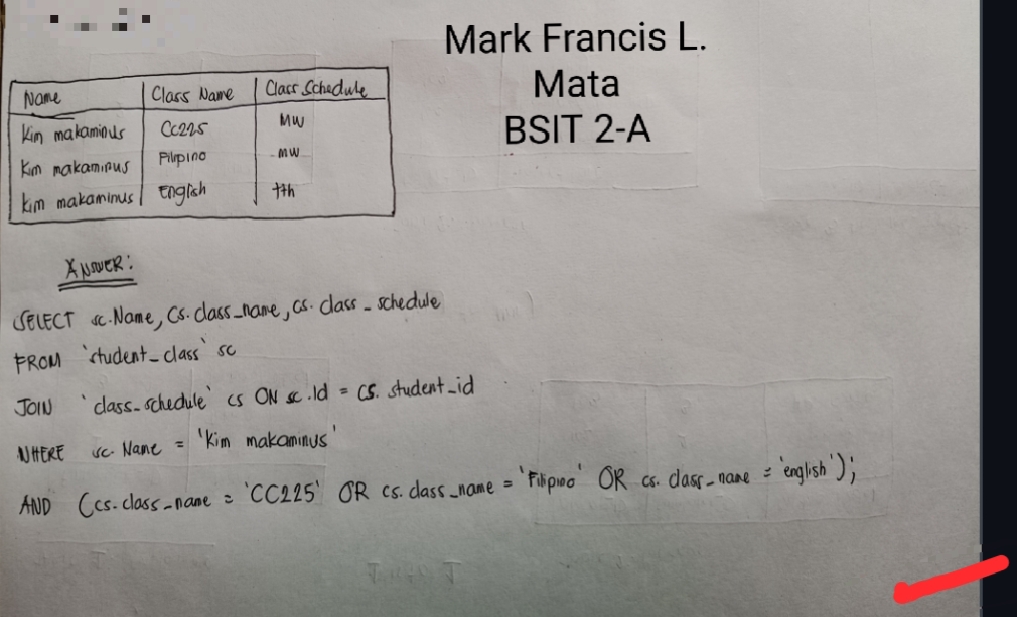 Mark Francis L.
Mata
BSIT 2-A
Name Class Name Class Schedule
Kim makaminus CC225 MW
Kim makaminus Pilipino MW
Kim makaminus English tth
ANSWER:
SELECT sc.Name, Cs.class_name, Cs.class_schedule
FROM `student_class` sc
JOIN `class_schedule` cs ON sc.Id = CS.student_id
WHERE sc.Name = 'Kim makaminus'
AND (cs.class_name = 'CC225' OR cs.class_name = 'Filipino' OR cs.class_name = 'english');